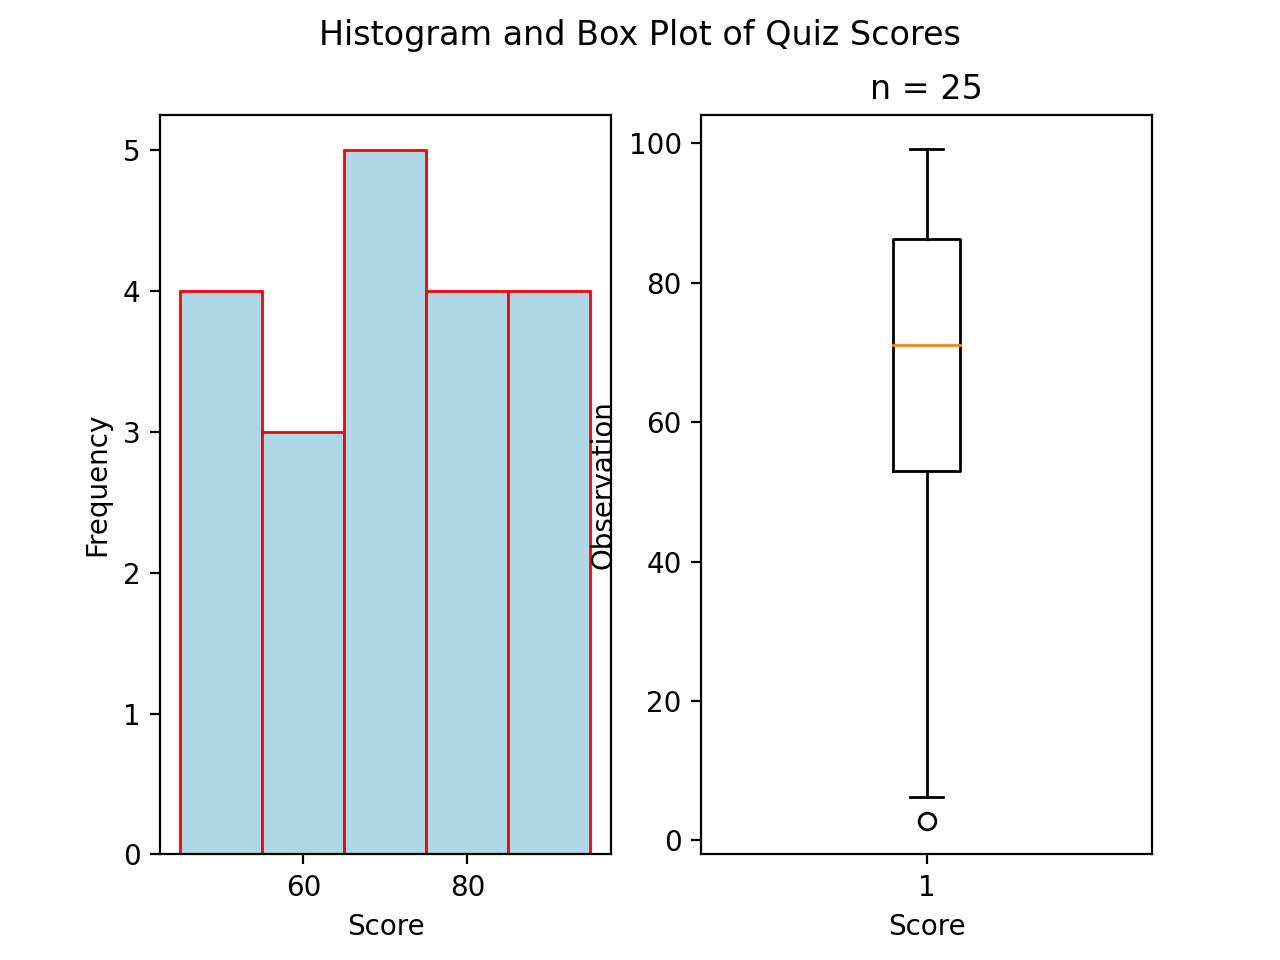 Histogram and Box Plot of Quiz Scores
5
4
3
2
1
0
Frequency
60 80
Score
n = 25
100
80
60
40
20
0
Observation
1
Score